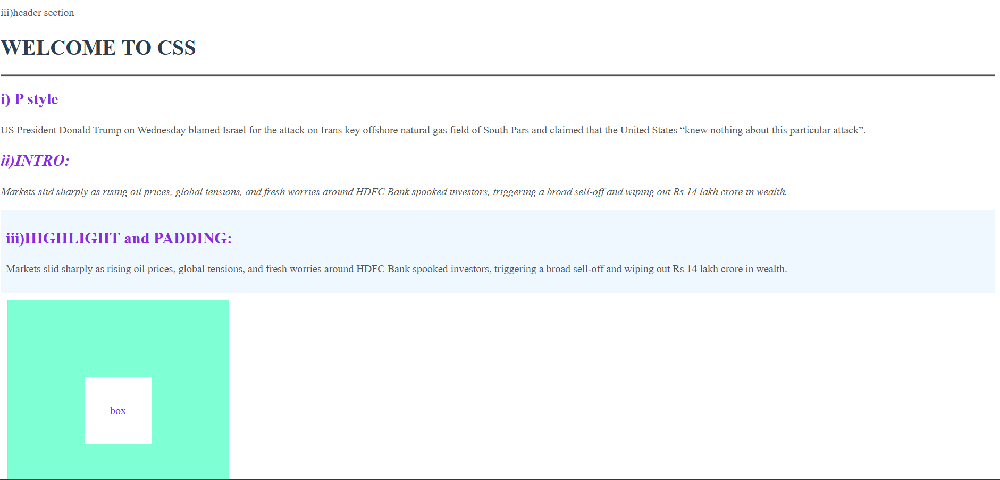 iii)header section
WELCOME TO CSS
i) P style
US President Donald Trump on Wednesday blamed Israel for the attack on Irans key offshore natural gas field of South Pars and claimed that the United States “knew nothing about this particular attack”.
ii)INTRO:
Markets slid sharply as rising oil prices, global tensions, and fresh worries around HDFC Bank spooked investors, triggering a broad sell-off and wiping out Rs 14 lakh crore in wealth.
iii)HIGHLIGHT and PADDING:
Markets slid sharply as rising oil prices, global tensions, and fresh worries around HDFC Bank spooked investors, triggering a broad sell-off and wiping out Rs 14 lakh crore in wealth.
box